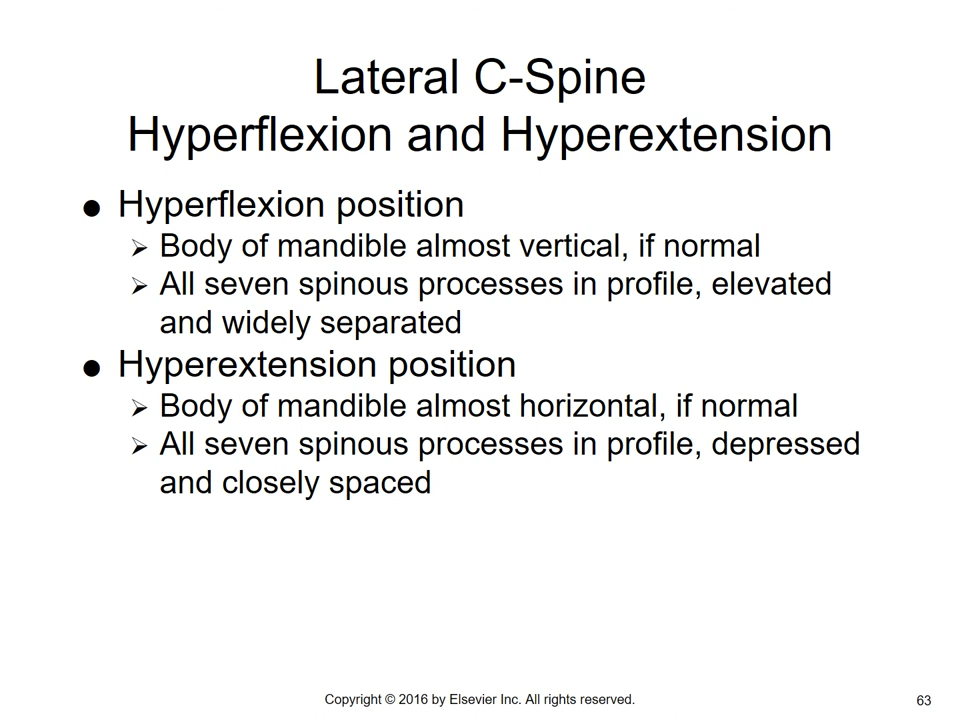 Lateral C-Spine
Hyperflexion and Hyperextension
● Hyperflexion position
➢ Body of mandible almost vertical, if normal
➢ All seven spinous processes in profile, elevated
and widely separated
● Hyperextension position
➢ Body of mandible almost horizontal, if normal
➢ All seven spinous processes in profile, depressed
and closely spaced
Copyright © 2016 by Elsevier Inc. All rights reserved.
63